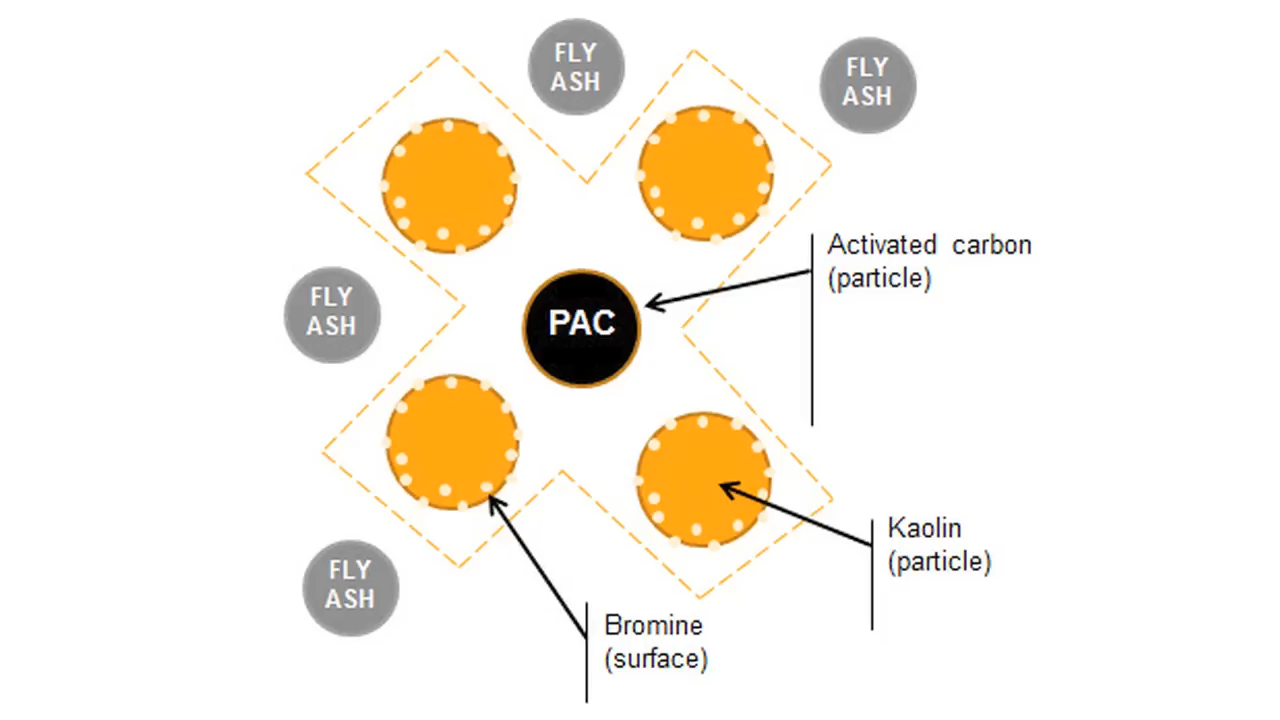 FLY
ASH
FLY
ASH
Activated carbon
(particle)
FLY
ASH
PAC
Kaolin
(particle)
FLY
ASH
Bromine
(surface)